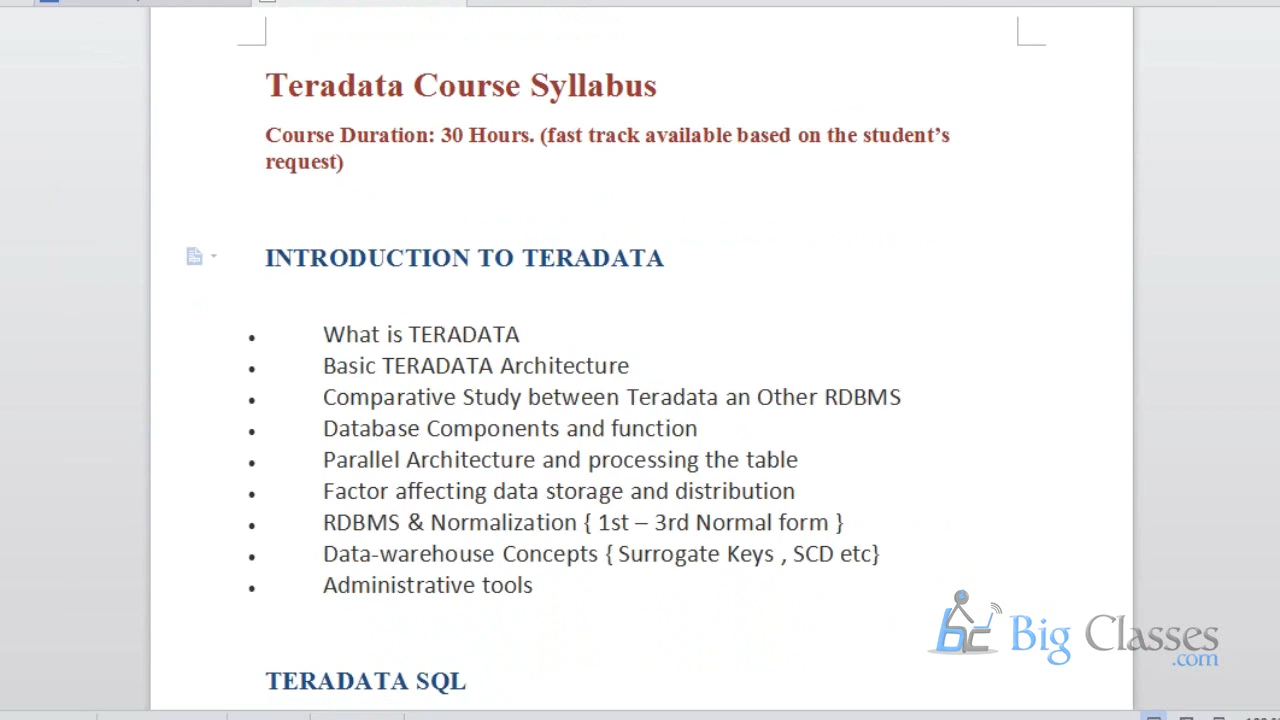 Teradata Course Syllabus
Course Duration: 30 Hours. (fast track available based on the student’s
request)
INTRODUCTION TO TERADATA
• What is TERADATA
• Basic TERADATA Architecture
• Comparative Study between Teradata an Other RDBMS
• Database Components and function
• Parallel Architecture and processing the table
• Factor affecting data storage and distribution
• RDBMS & Normalization { 1st – 3rd Normal form }
• Data-warehouse Concepts { Surrogate Keys , SCD etc}
• Administrative tools
bc Big Classes
.com
TERADATA SQL